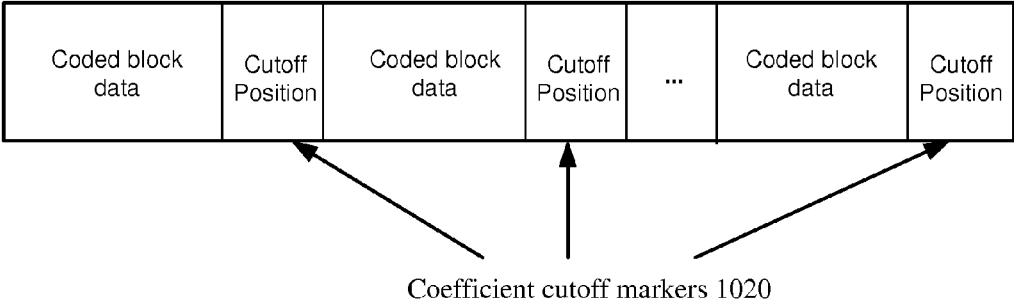 Coded block
data
Cutoff
Position
Coded block
data
Cutoff
Position
...
Coded block
data
Cutoff
Position
Coefficient cutoff markers 1020